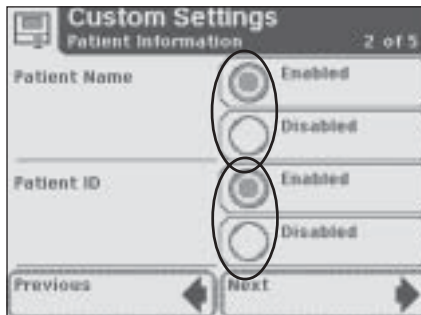 Custom Settings
Patient Information 2 of 5
Patient Name
Enabled
Disabled
Patient ID
Enabled
Disabled
Previous Next